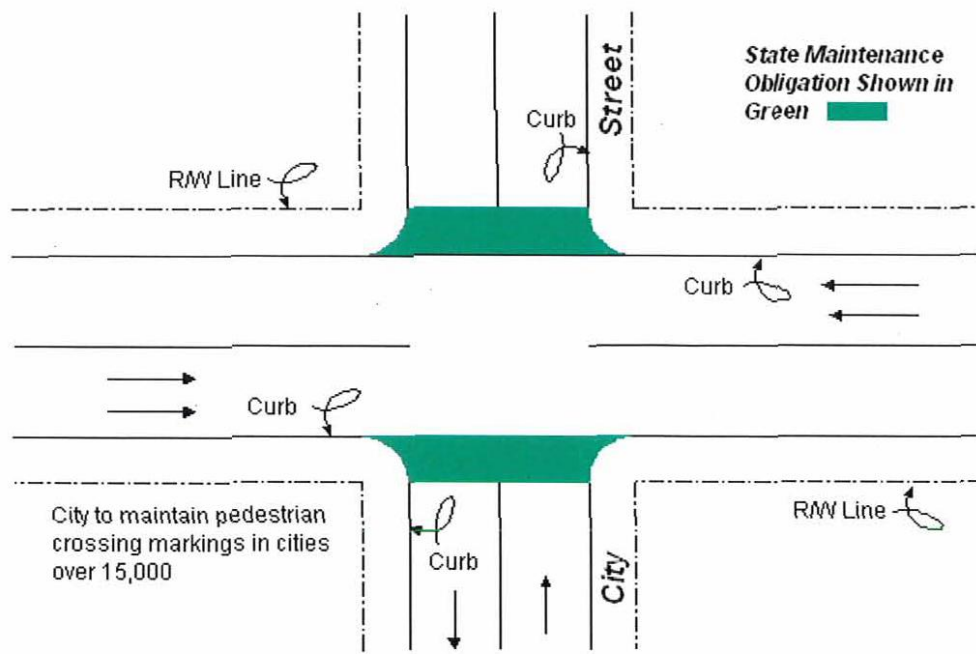 State Maintenance
Obligation Shown in
Green
Street
Curb
R/W Line
Curb
Curb
City to maintain pedestrian
crossing markings in cities
over 15,000
Curb
R/W Line
City